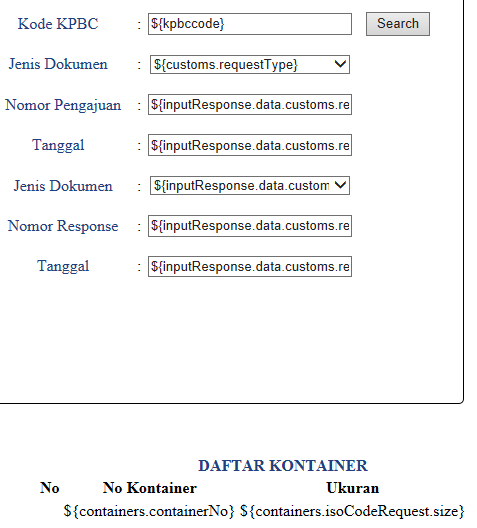 Kode KPBC : ${kpbccode} Search
Jenis Dokumen : ${customs.requestType}
Nomor Pengajuan : ${inputResponse.data.customs.re
Tanggal : ${inputResponse.data.customs.re
Jenis Dokumen : ${inputResponse.data.custom
Nomor Response : ${inputResponse.data.customs.re
Tanggal : ${inputResponse.data.customs.re
DAFTAR KONTAINER
No No Kontainer Ukuran
${containers.containerNo} ${containers.isoCodeRequest.size}